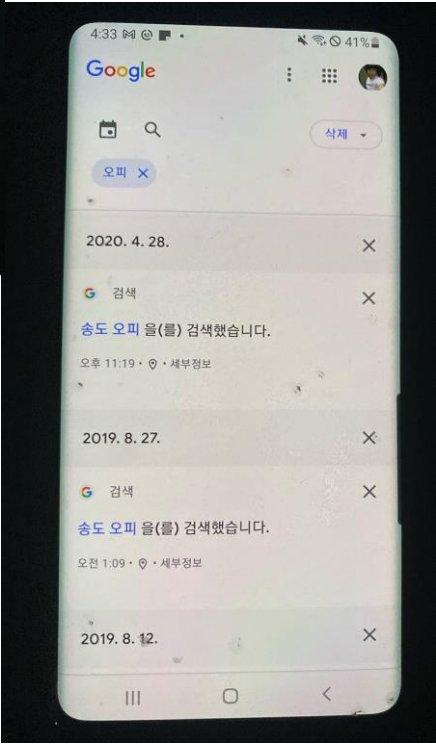 4:33
41%
Google
삭제
오피
2020. 4. 28.
검색
송도 오피 을(를) 검색했습니다.
오후 11:19 • 세부정보
2019. 8. 27.
검색
송도 오피 을(를) 검색했습니다.
오전 1:09 • 세부정보
2019. 8. 12.